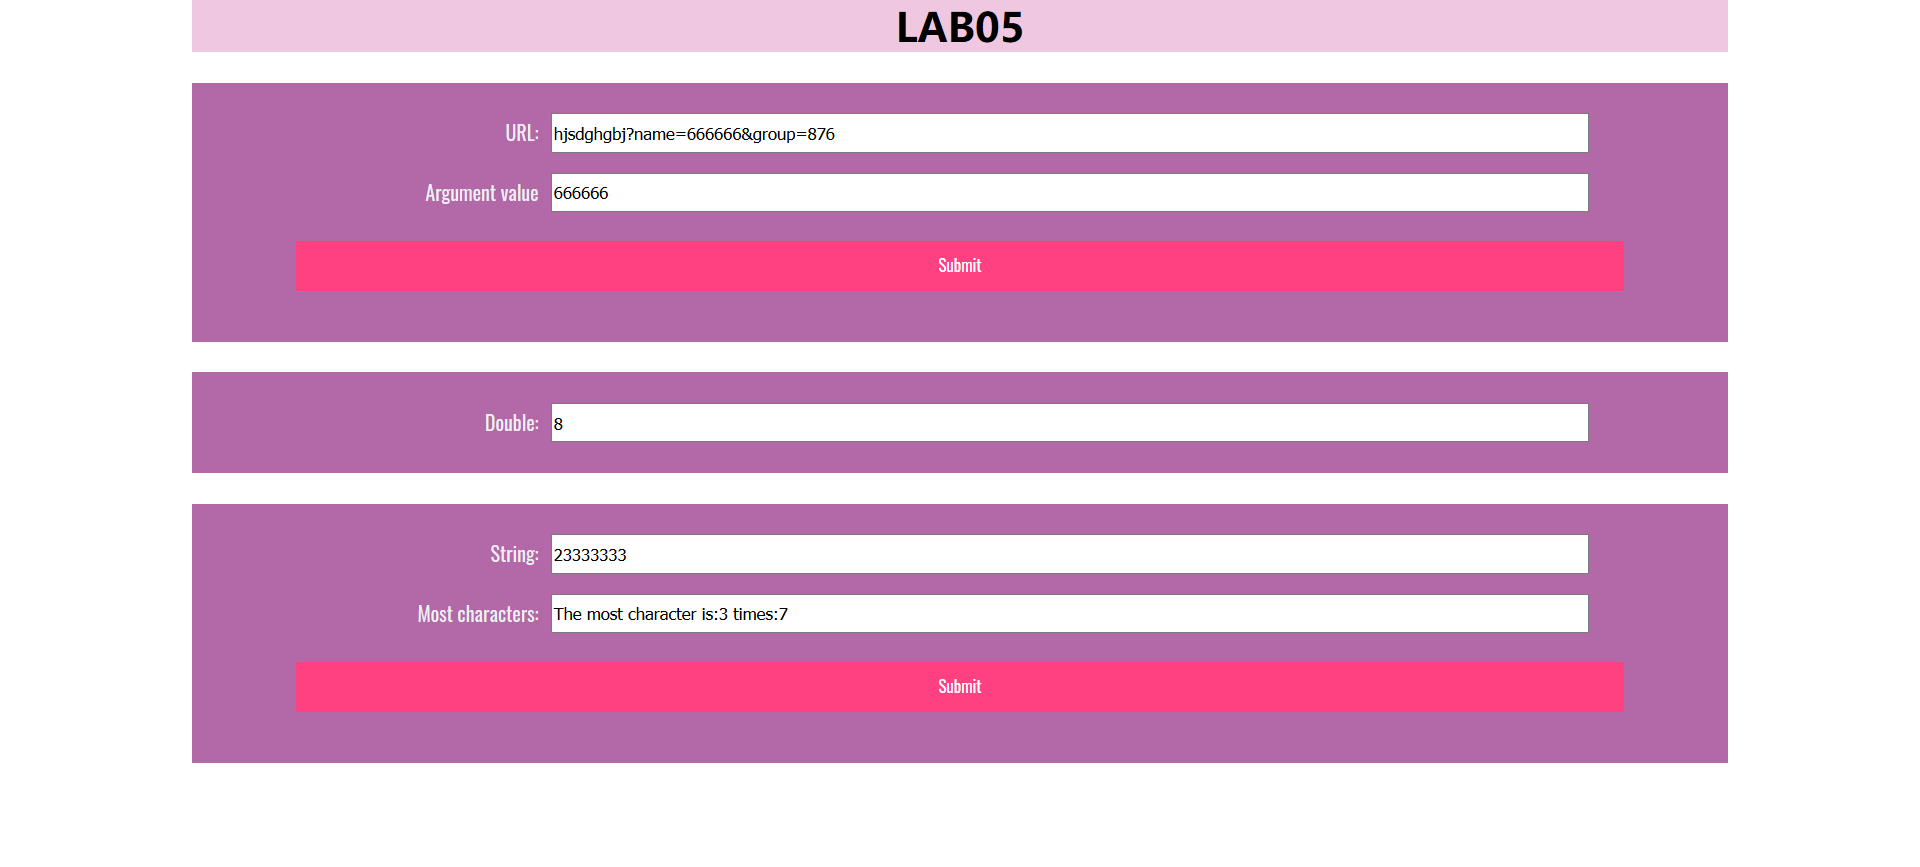 LAB05
URL: hjsdghgbj?name=666666&group=876
Argument value 666666
Submit
Double: 8
String: 23333333
Most characters: The most character is:3 times:7
Submit